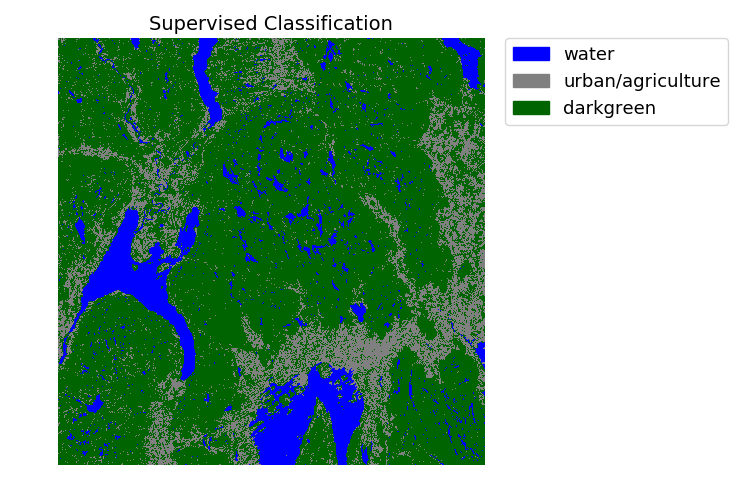 Supervised Classification
water
urban/agriculture
darkgreen